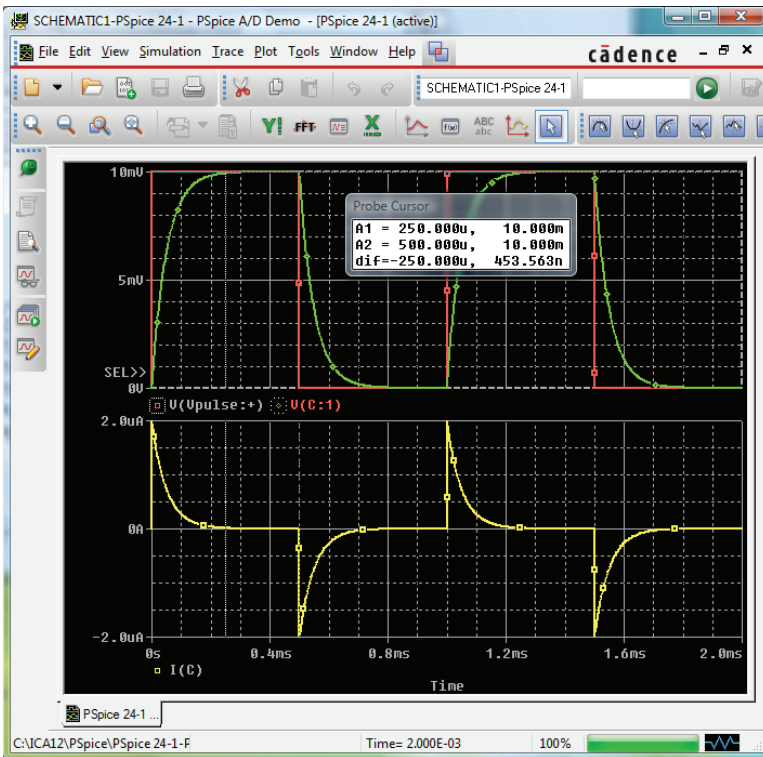 SCHEMATIC1-PSpice 24-1 - PSpice A/D Demo - [PSpice 24-1 (active)]
File Edit View Simulation Trace Plot Tools Window Help
cādence
SCHEMATIC1-PSpice 24-1
FFT
f(x)
ABC
abc
10mV
Probe Cursor
A1 = 250.000u, 10.000m
A2 = 500.000u, 10.000m
dif=-250.000u, 453.563n
5mV
SEL>>
0V
V(Vpulse:+) V(C:1)
2.0uA
0A
-2.0uA
0s 0.4ms 0.8ms 1.2ms 1.6ms 2.0ms
I(C)
Time
PSpice 24-1 ...
C:\ICA12\PSpice\PSpice 24-1-F Time= 2.000E-03 100%